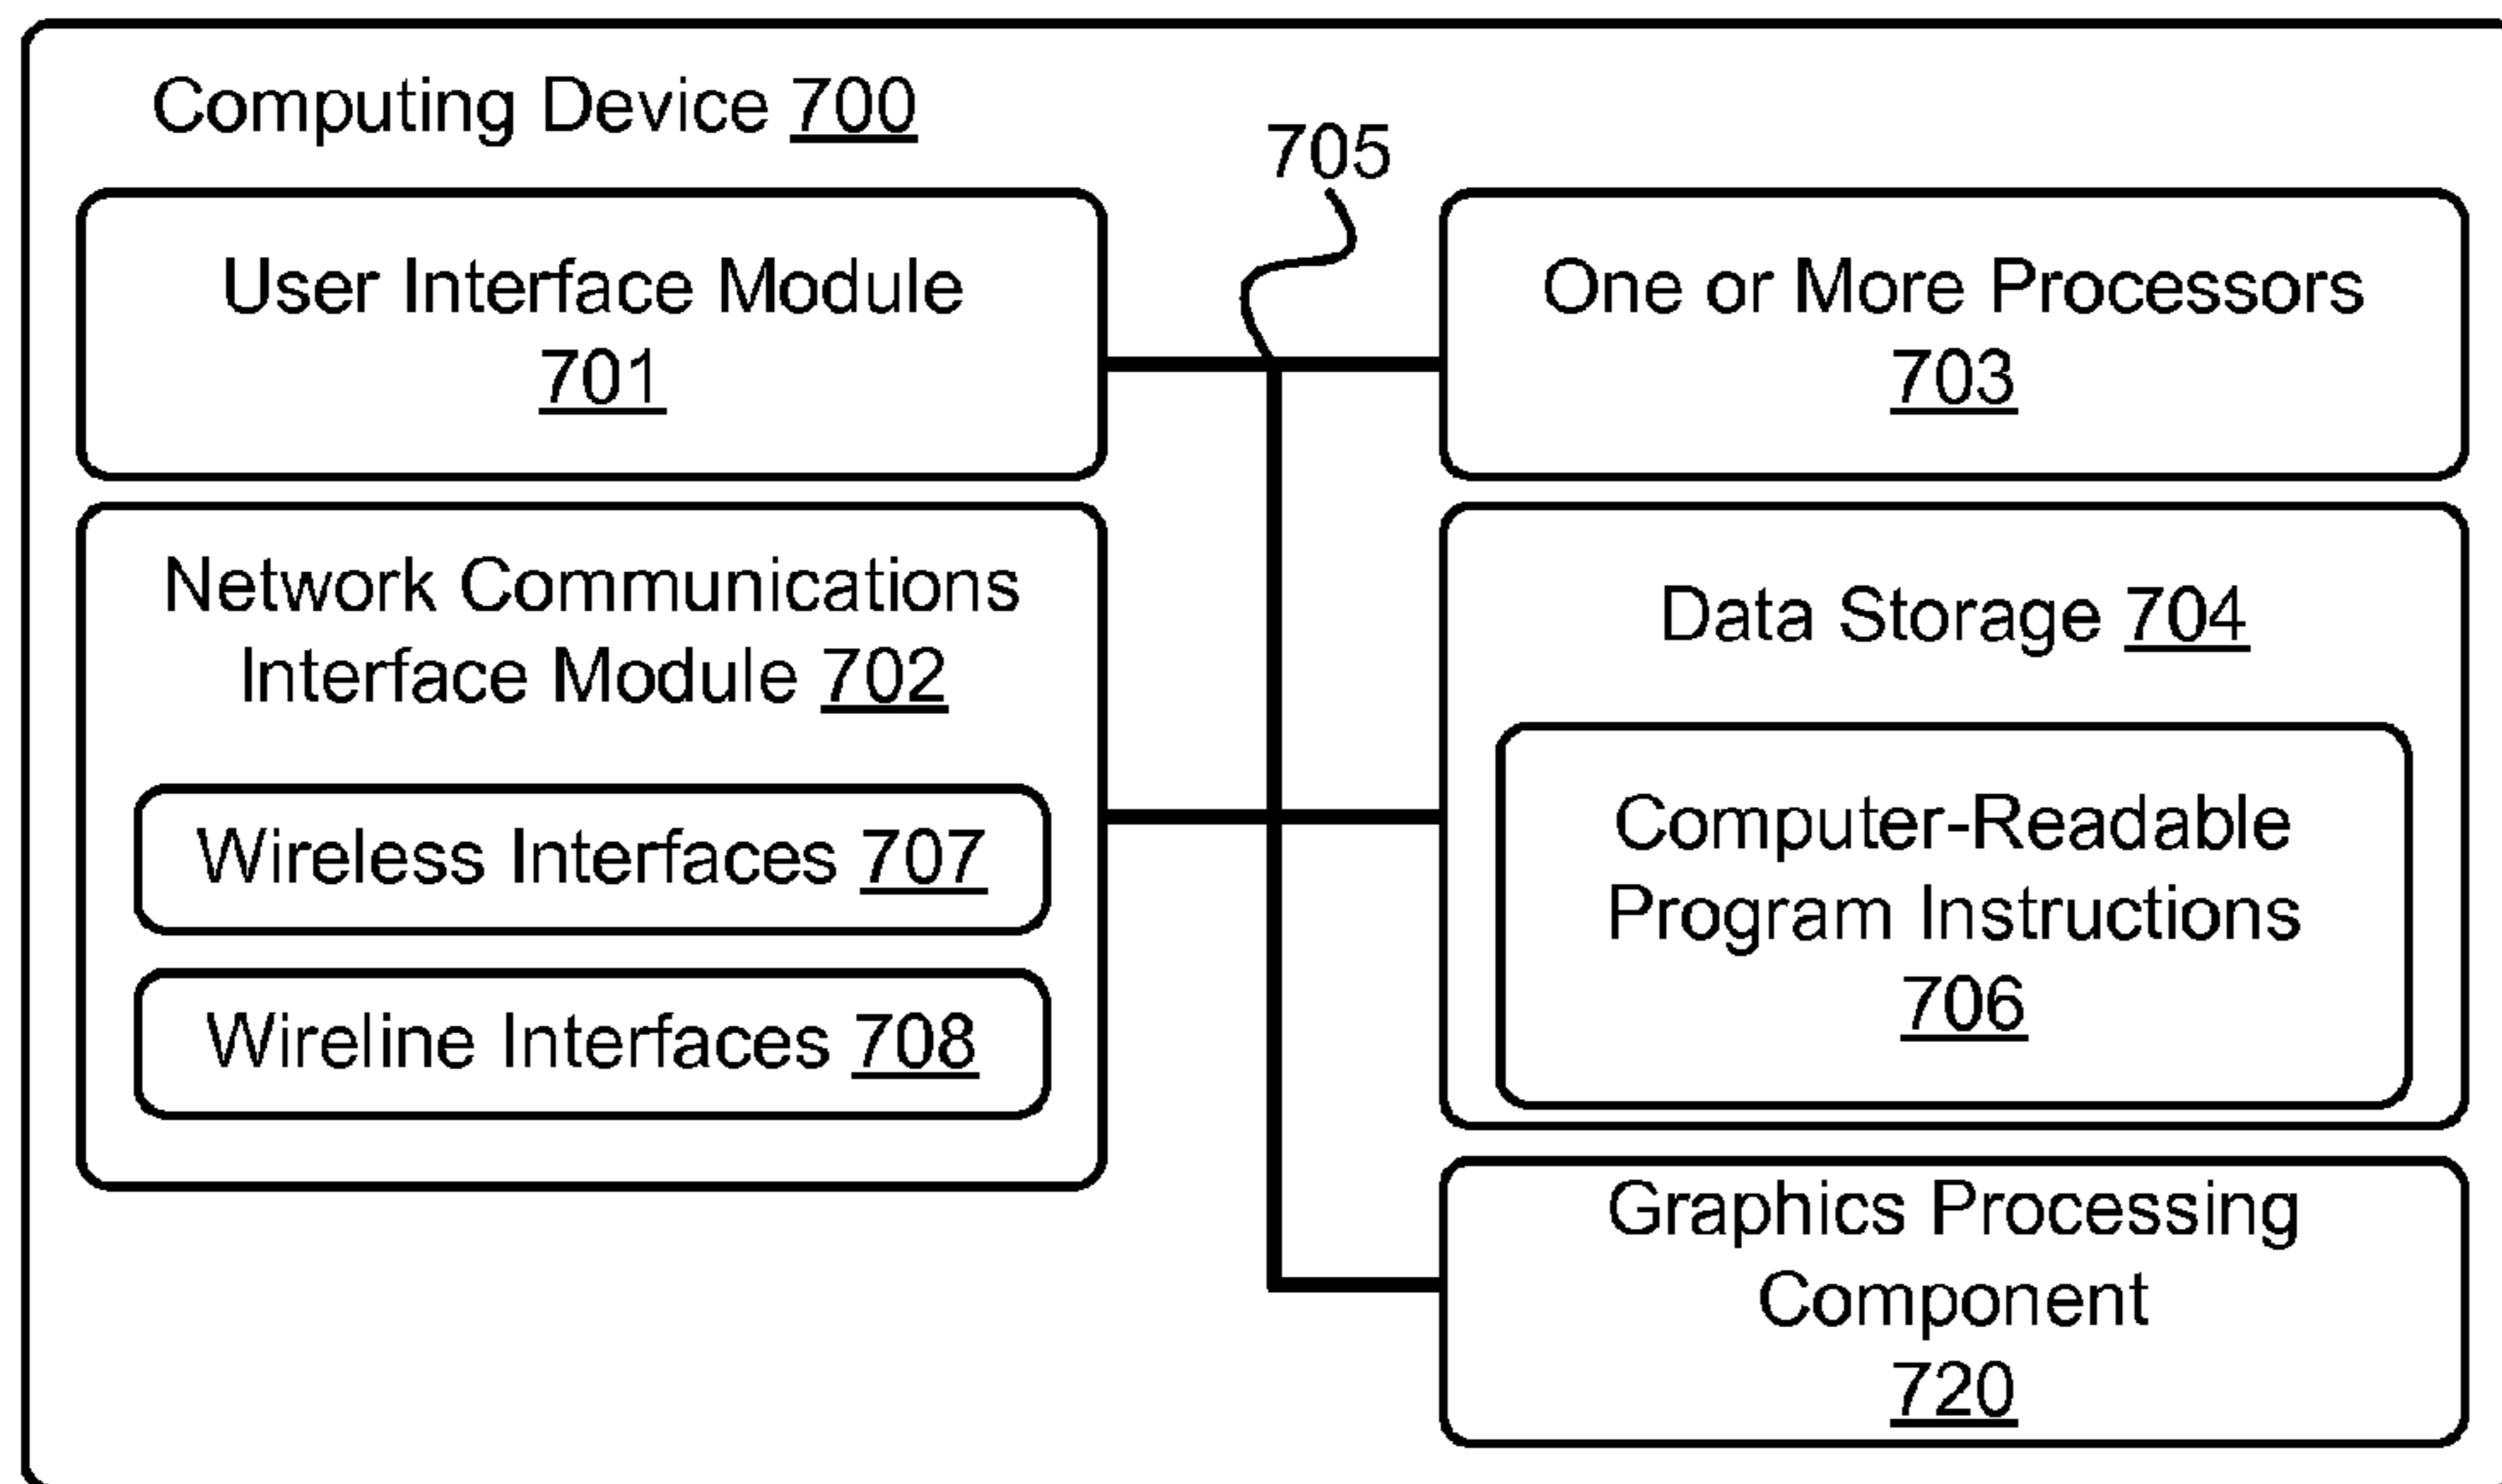 Computing Device 700
705
User Interface Module
701
One or More Processors
703
Network Communications
Interface Module 702
Wireless Interfaces 707
Wireline Interfaces 708
Data Storage 704
Computer-Readable
Program Instructions
706
Graphics Processing
Component
720